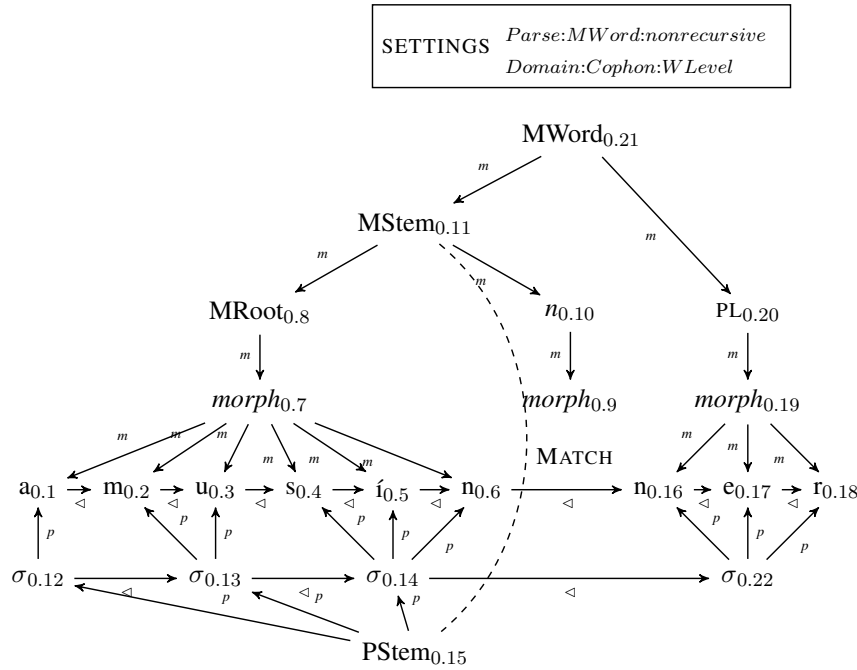 SETTINGS Parse:MWord:nonrecursive
Domain:Cophon:WLevel
MWord0.21
m
MStem0.11
m m m
MRoot0.8 n0.10 PL0.20
m m m
morph0.7 morph0.9 morph0.19
m m m m m m m m m
MATCH
a0.1 m0.2 u0.3 s0.4 í0.5 n0.6 n0.16 e0.17 r0.18
◁ ◁ ◁ ◁ ◁ ◁ ◁ ◁
p p p p p p p p p
σ0.12 σ0.13 σ0.14 σ0.22
◁ ◁ ◁
p p p
PStem0.15